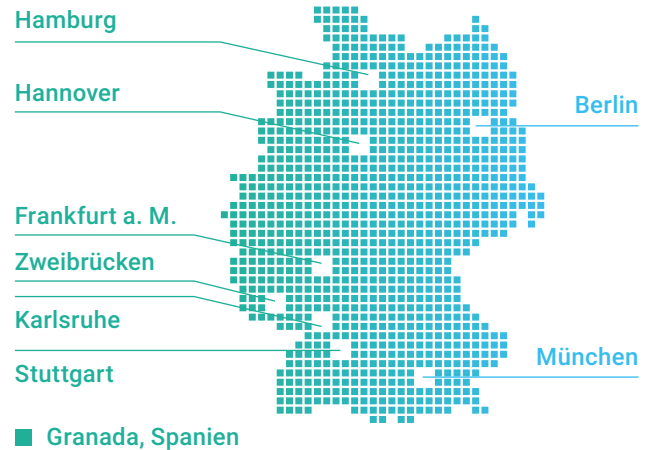 Hamburg
Hannover
Berlin
Frankfurt a. M.
Zweibrücken
Karlsruhe
München
Stuttgart
Granada, Spanien